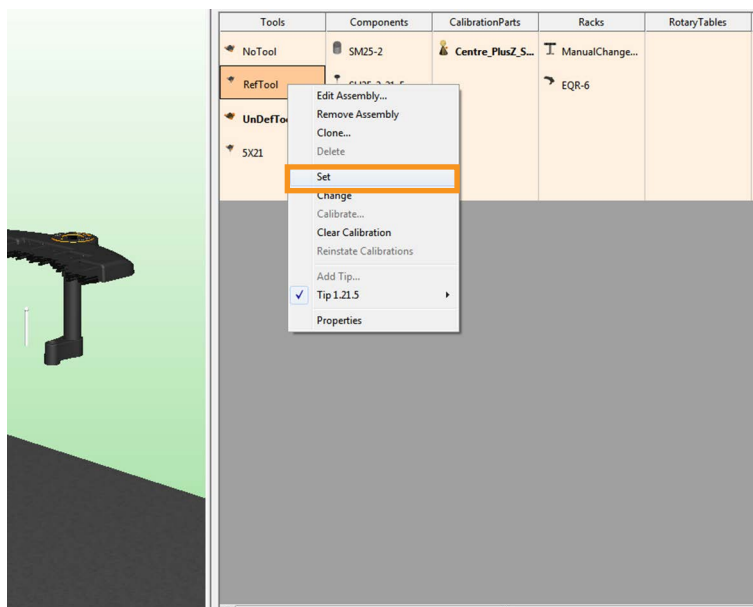 Tools Components CalibrationParts Racks RotaryTables
NoTool SM25-2 Centre_PlusZ_S... ManualChange...
RefTool EQR-6
UnDefToo
5X21
Edit Assembly...
Remove Assembly
Clone...
Delete
Set
Change
Calibrate...
Clear Calibration
Reinstate Calibrations
Add Tip...
Tip 1.21.5
Properties